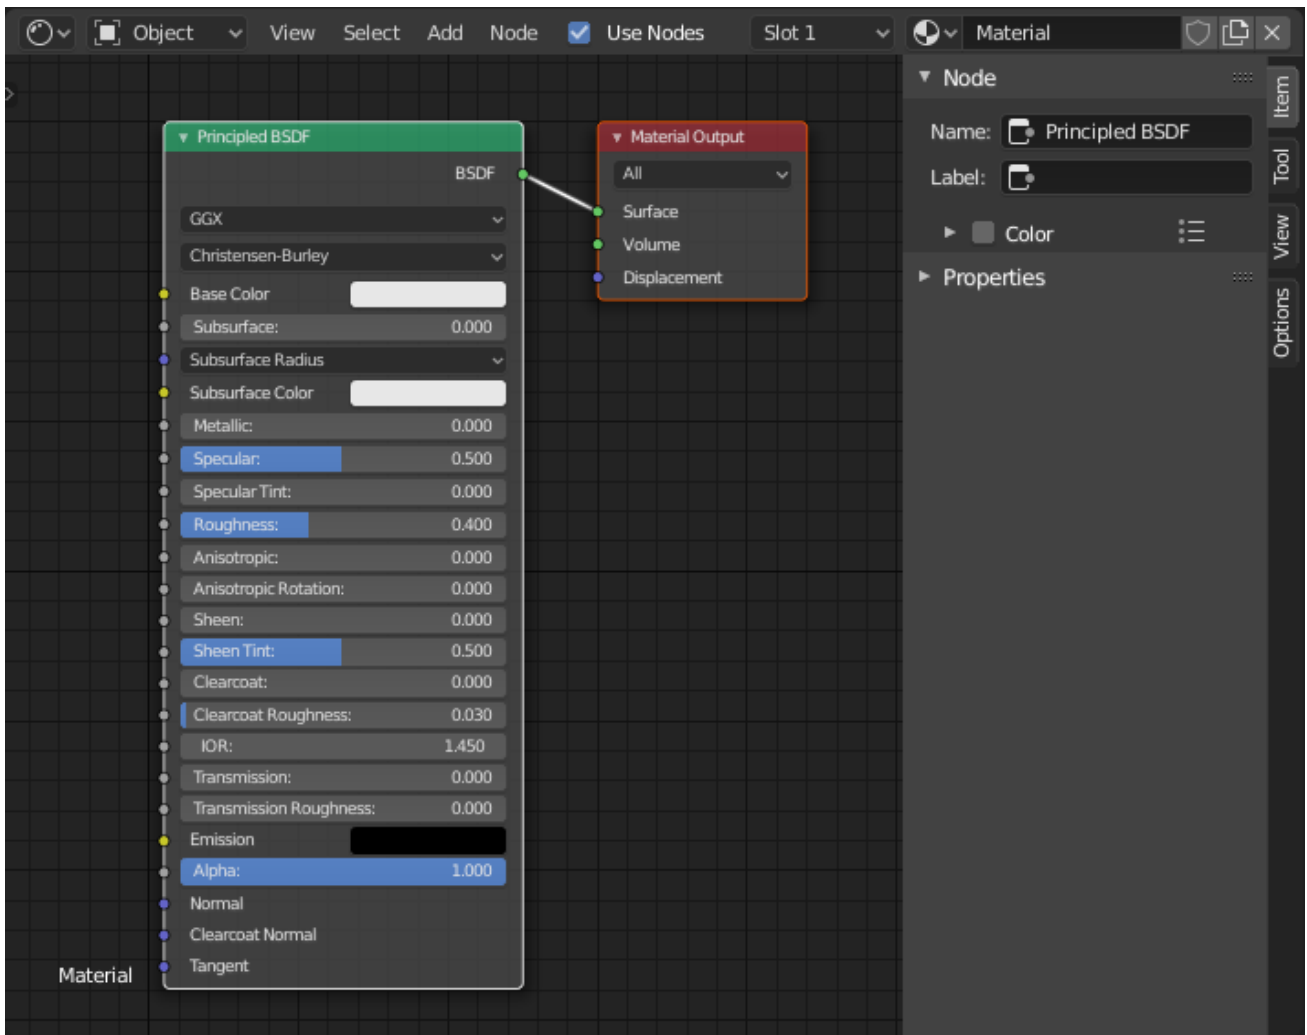 Object View Select Add Node Use Nodes Slot 1 Material
Node
Name: Principled BSDF
Label:
Color
Properties
Item
Tool
View
Options
Principled BSDF
BSDF
GGX
Christensen-Burley
Base Color
Subsurface: 0.000
Subsurface Radius
Subsurface Color
Metallic: 0.000
Specular: 0.500
Specular Tint: 0.000
Roughness: 0.400
Anisotropic: 0.000
Anisotropic Rotation: 0.000
Sheen: 0.000
Sheen Tint: 0.500
Clearcoat: 0.000
Clearcoat Roughness: 0.030
IOR: 1.450
Transmission: 0.000
Transmission Roughness: 0.000
Emission
Alpha: 1.000
Normal
Clearcoat Normal
Tangent
Material Output
All
Surface
Volume
Displacement
Material